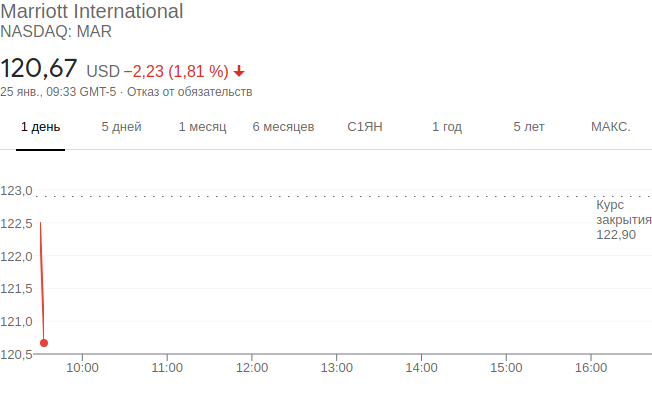 Marriott International
NASDAQ: MAR
120,67 USD −2,23 (1,81 %)
25 янв., 09:33 GMT-5 · Отказ от обязательств
1 день 5 дней 1 месяц 6 месяцев С1ЯН 1 год 5 лет МАКС.
123,0
Курс
закрытия
122,90
122,5
122,0
121,5
121,0
120,5
10:00 11:00 12:00 13:00 14:00 15:00 16:00